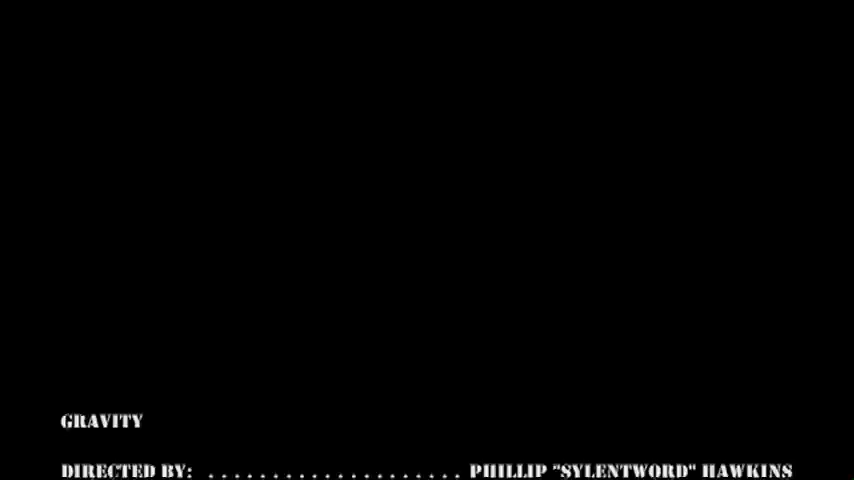 GRAVITY
DIRECTED BY: . . . . . . . . . . . . . . . . . . . . PHILLIP "SYLENTWORD" HAWKINS